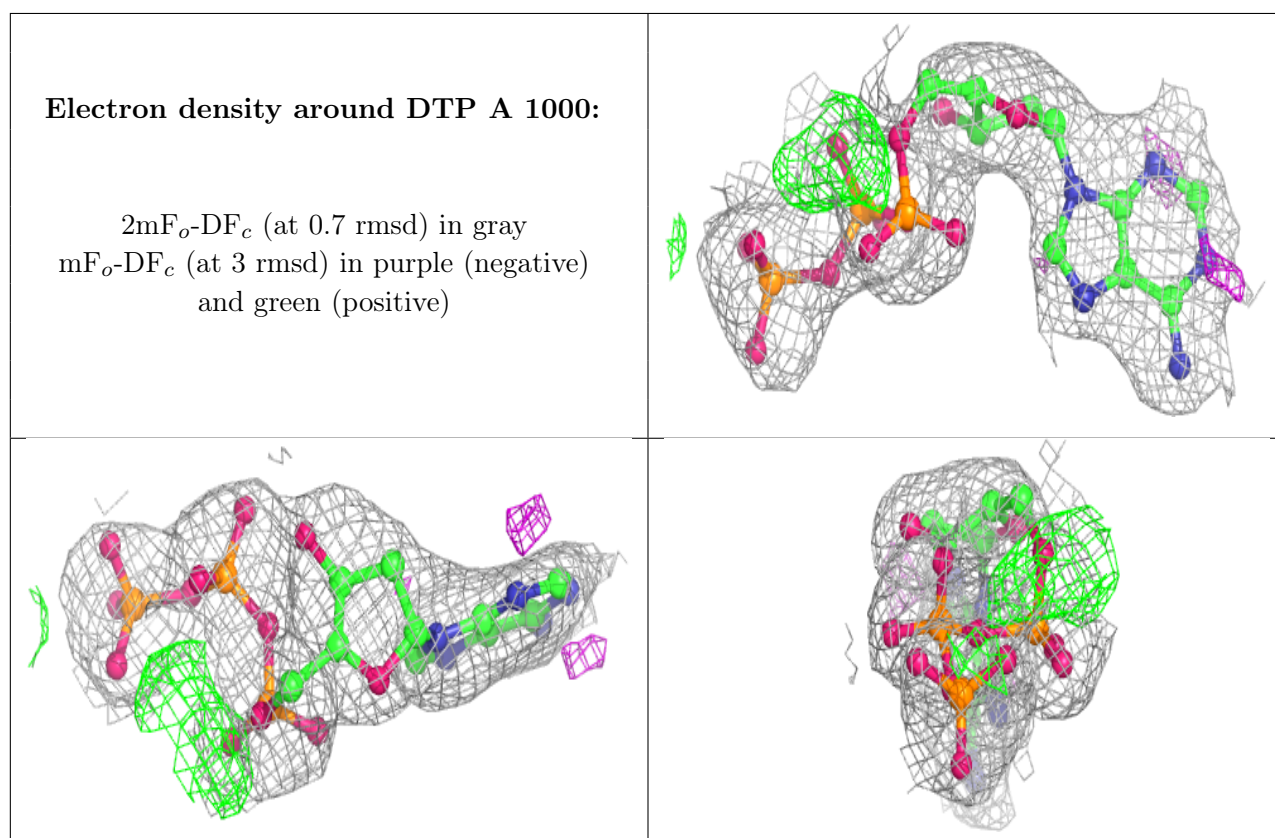 Electron density around DTP A 1000:
2mFo-DFc (at 0.7 rmsd) in gray
mFo-DFc (at 3 rmsd) in purple (negative)
and green (positive)